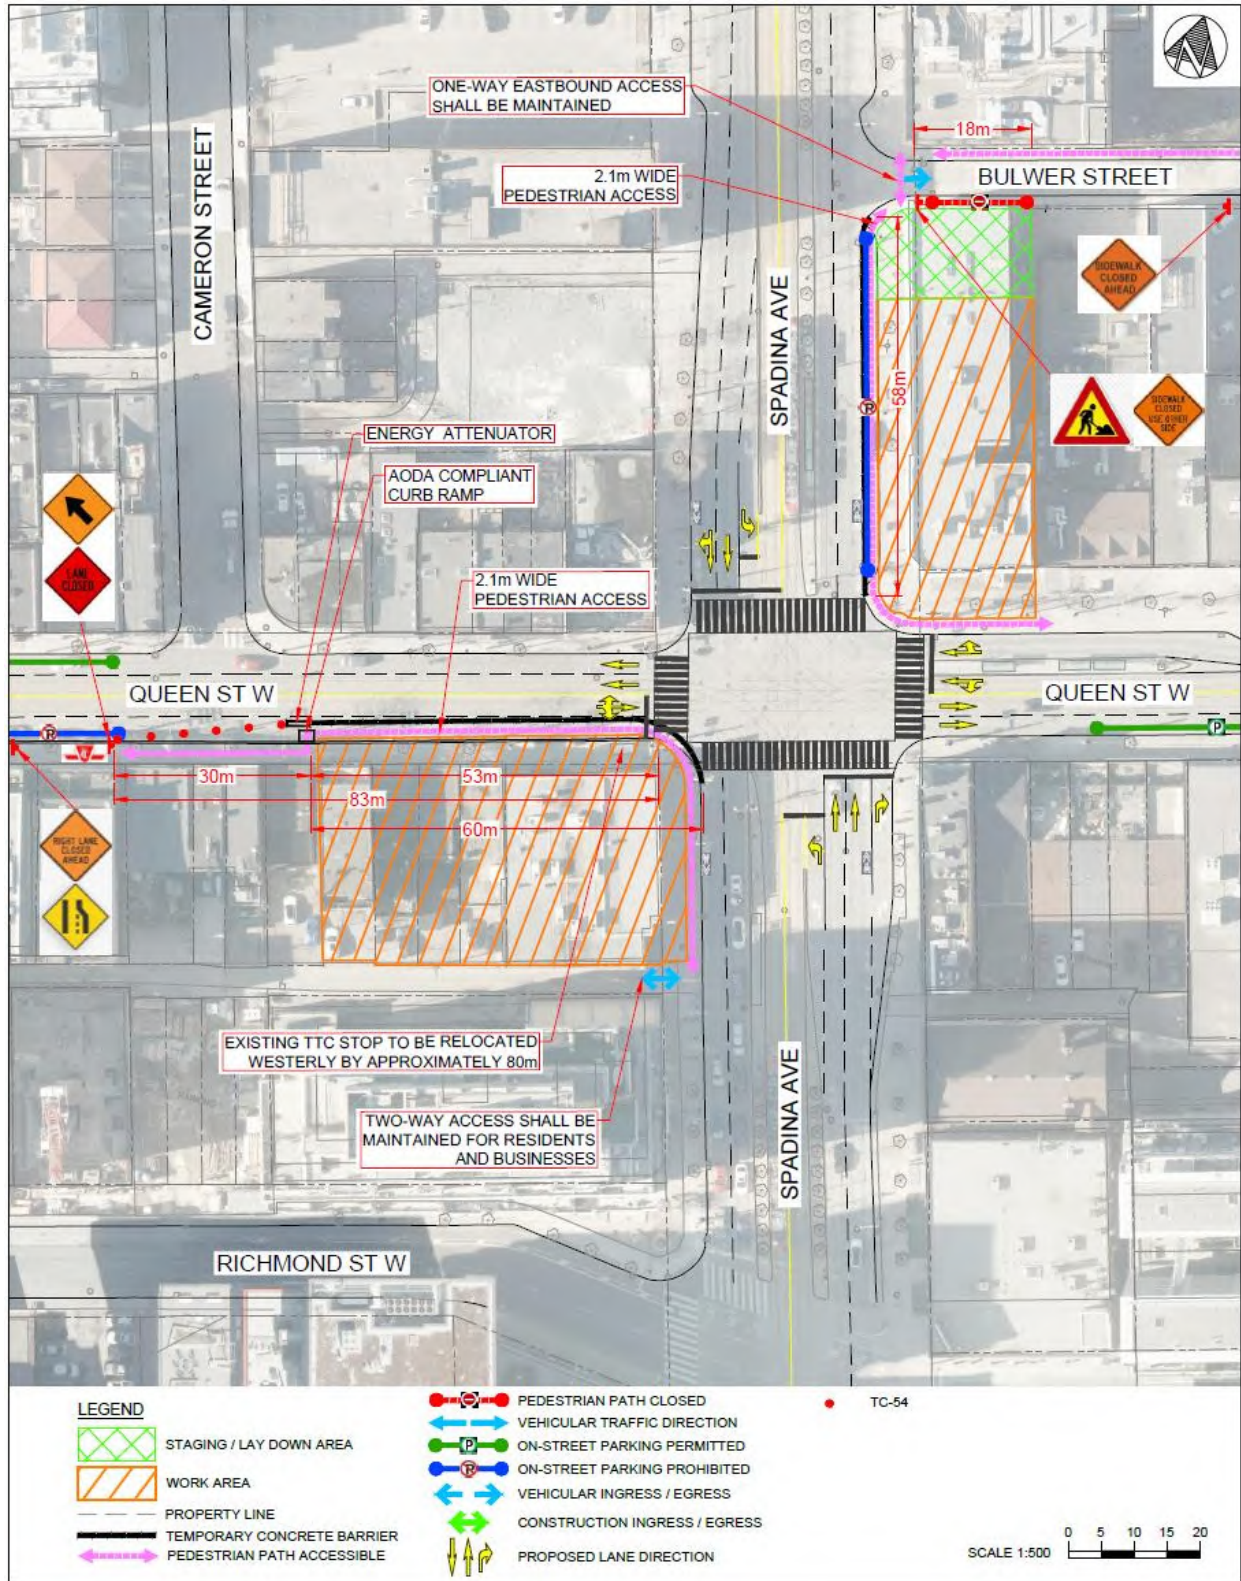 ONE-WAY EASTBOUND ACCESS
SHALL BE MAINTAINED
18m
2.1m WIDE
PEDESTRIAN ACCESS
BULWER STREET
CAMERON STREET
SPADINA AVE
SIDEWALK
CLOSED
AHEAD
58m
SIDEWALK
CLOSED
USE OTHER
SIDE
ENERGY ATTENUATOR
AODA COMPLIANT
CURB RAMP
LANE
CLOSED
2.1m WIDE
PEDESTRIAN ACCESS
QUEEN ST W
QUEEN ST W
P
30m
53m
83m
60m
RIGHT LANE
CLOSED
AHEAD
EXISTING TTC STOP TO BE RELOCATED
WESTERLY BY APPROXIMATELY 80m
TWO-WAY ACCESS SHALL BE
MAINTAINED FOR RESIDENTS
AND BUSINESSES
SPADINA AVE
RICHMOND ST W
LEGEND
STAGING / LAY DOWN AREA
WORK AREA
PROPERTY LINE
TEMPORARY CONCRETE BARRIER
PEDESTRIAN PATH ACCESSIBLE
PEDESTRIAN PATH CLOSED
VEHICULAR TRAFFIC DIRECTION
P ON-STREET PARKING PERMITTED
P ON-STREET PARKING PROHIBITED
VEHICULAR INGRESS / EGRESS
CONSTRUCTION INGRESS / EGRESS
PROPOSED LANE DIRECTION
TC-54
SCALE 1:500
0 5 10 15 20